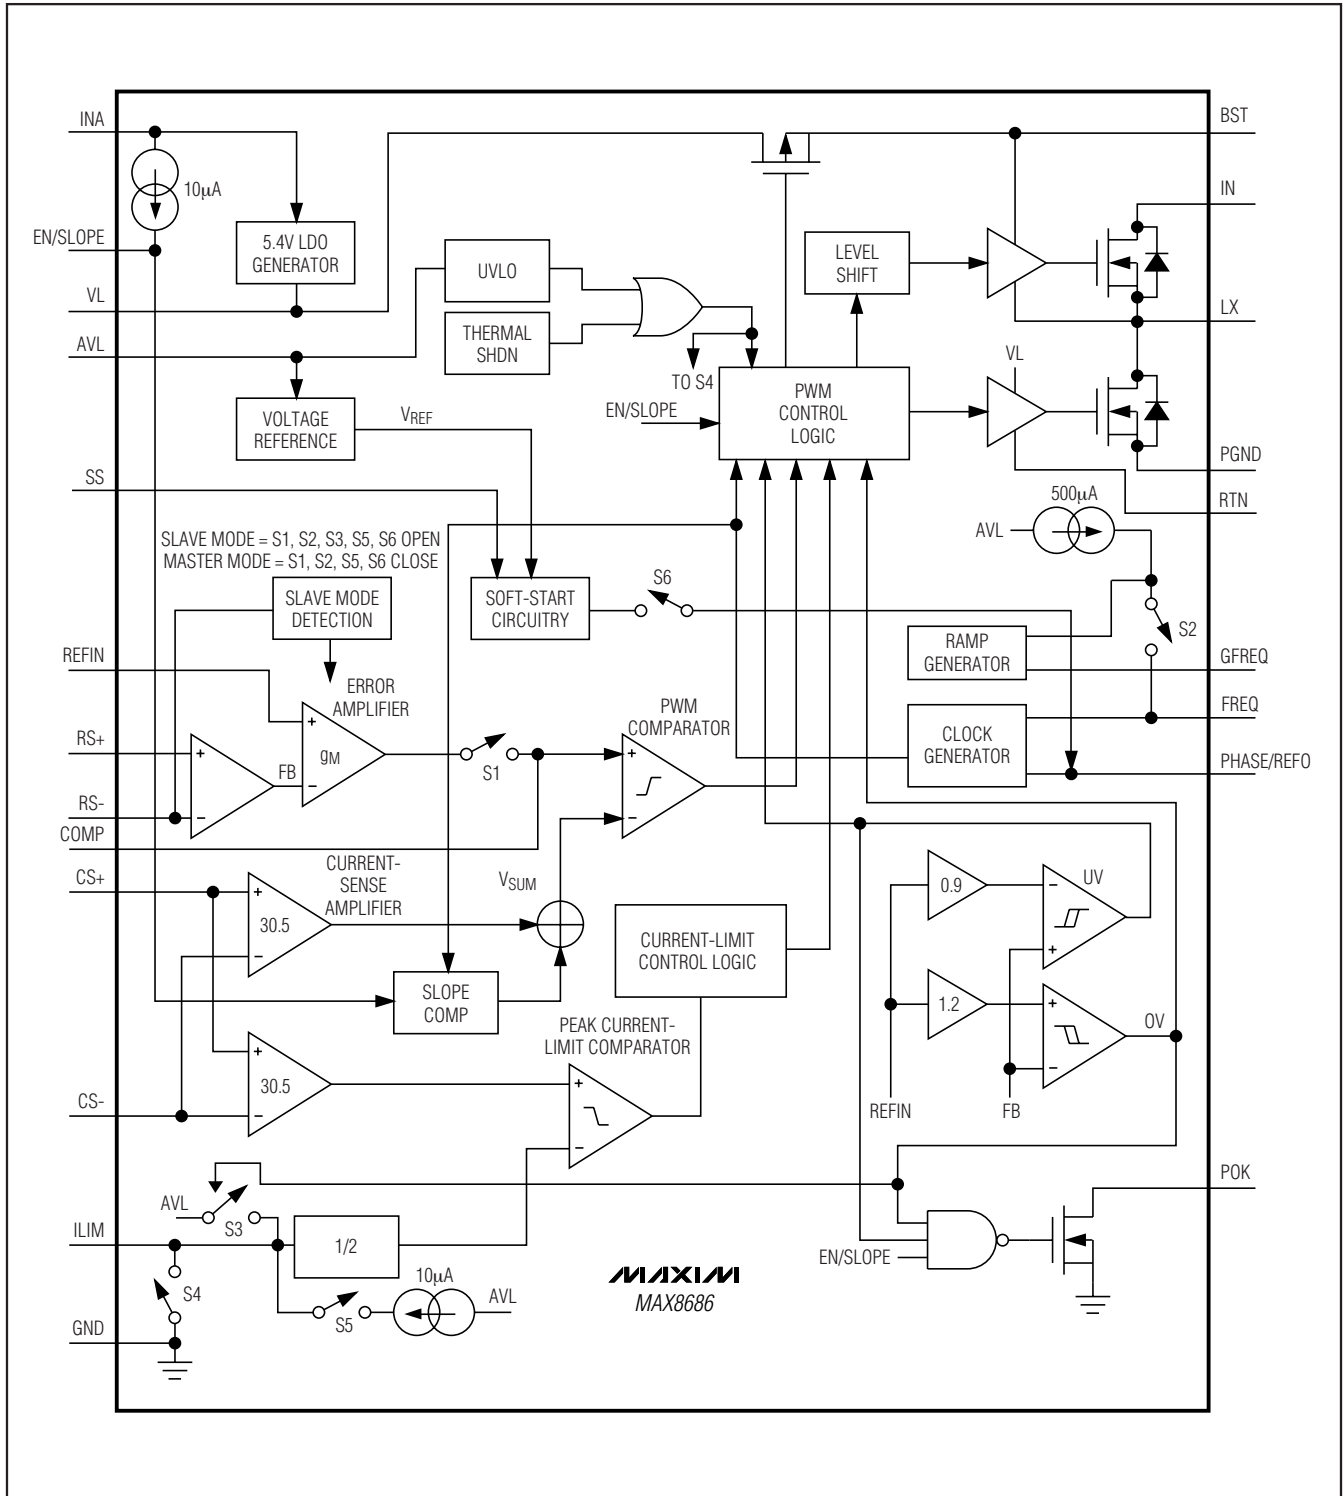 INA
BST
10µA
IN
EN/SLOPE
5.4V LDO
GENERATOR
UVLO
LEVEL
SHIFT
VL
LX
THERMAL
SHDN
AVL
VL
TO S4
PWM
CONTROL
LOGIC
EN/SLOPE
VOLTAGE
REFERENCE
VREF
PGND
SS
500µA
RTN
AVL
SLAVE MODE = S1, S2, S3, S5, S6 OPEN
MASTER MODE = S1, S2, S5, S6 CLOSE
SLAVE MODE
DETECTION
SOFT-START
CIRCUITRY
S6
S2
RAMP
GENERATOR
REFIN
GFREQ
ERROR
AMPLIFIER
+
gM
−
PWM
COMPARATOR
FREQ
CLOCK
GENERATOR
RS+
+
FB
S1
+
PHASE/REFO
RS-
−
−
COMP
CURRENT-
SENSE
AMPLIFIER
CS+
+
30.5
−
VSUM
0.9
−
UV
+
CURRENT-LIMIT
CONTROL LOGIC
SLOPE
COMP
1.2
+
OV
−
PEAK CURRENT-
LIMIT COMPARATOR
+
30.5
−
+
−
CS-
REFIN
FB
POK
AVL
S3
ILIM
1/2
EN/SLOPE
S4
10µA
AVL
S5
MAXIM
MAX8686
GND